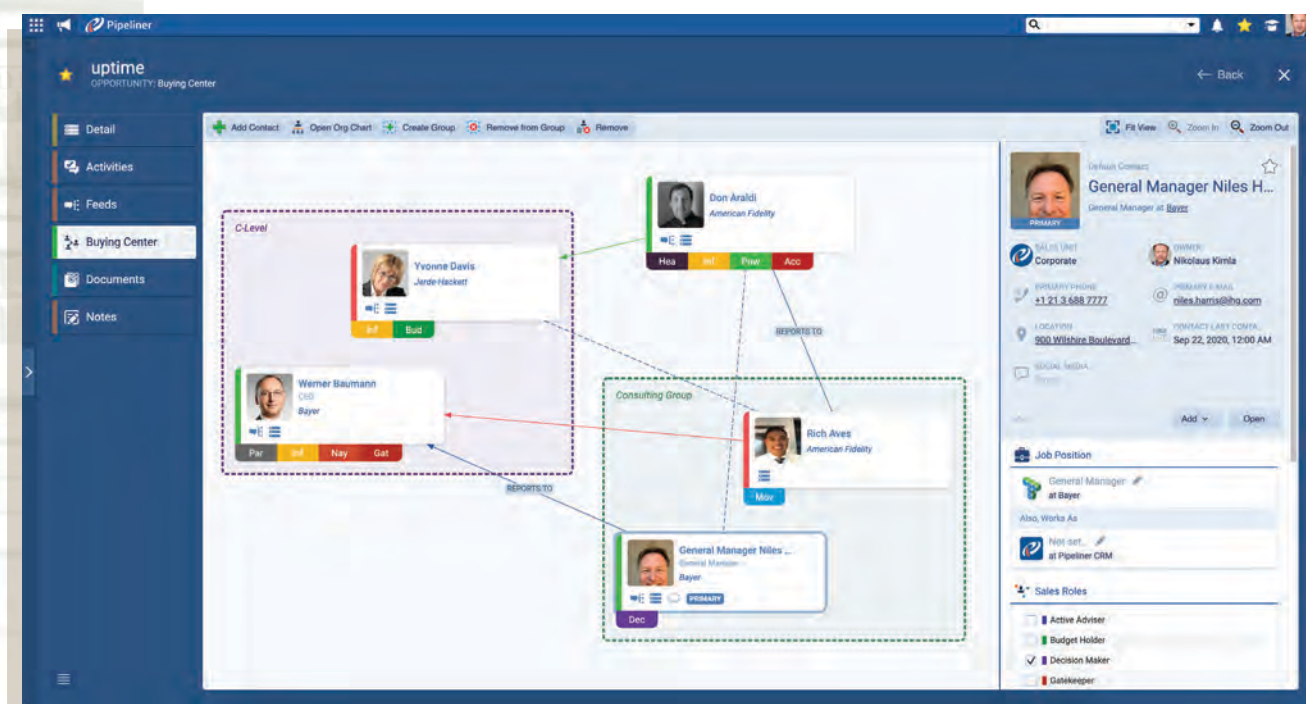 Pipeliner
uptime
OPPORTUNITY: Buying Center
Back
Detail
Activities
Feeds
Buying Center
Documents
Notes
Add Contact
Open Org Chart
Create Group
Remove from Group
Remove
Fit View
Zoom In
Zoom Out
C-Level
Yvonne Davis
Jerde-Hackett
Inf Bud
Werner Baumann
CEO
Bayer
Par Inf Nay Gat
Don Araldi
American Fidelity
Hea Inf Pow Acc
REPORTS TO
Consulting Group
Rich Aves
American Fidelity
Mov
REPORTS TO
General Manager Niles ...
General Manager
Bayer
PRIMARY
Dec
Default Contact
General Manager Niles H...
General Manager at Bayer
PRIMARY
SALES UNIT
Corporate
OWNER
Nikolaus Kimla
PRIMARY PHONE
+1 21 3 688 7777
PRIMARY E-MAIL
niles.harris@ihg.com
LOCATION
900 Wilshire Boulevard...
CONTACT LAST CONTA...
Sep 22, 2020, 12:00 AM
SOCIAL MEDIA
Add
Open
Job Position
General Manager
at Bayer
Also, Works As
Not set...
at Pipeliner CRM
Sales Roles
Active Adviser
Budget Holder
Decision Maker
Gatekeeper